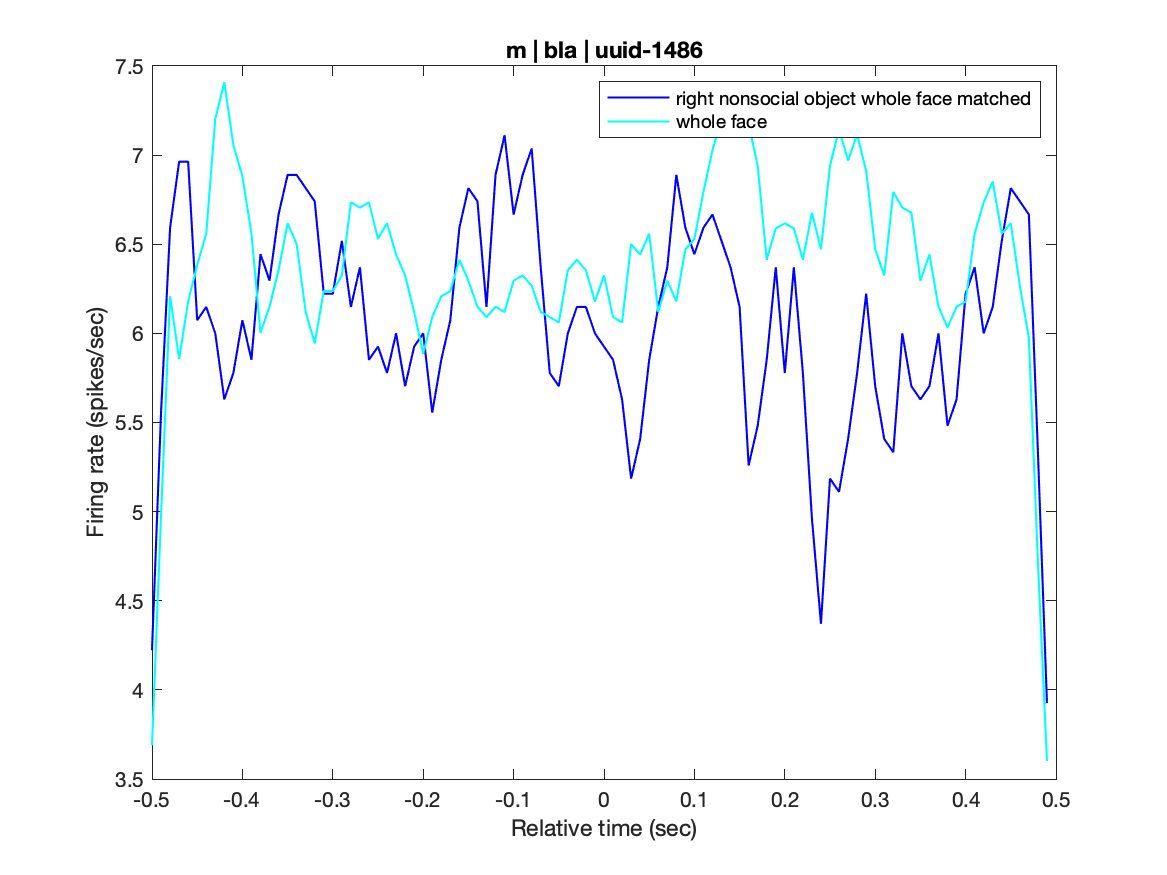 m | bla | uuid-1486
right nonsocial object whole face matched
whole face
Firing rate (spikes/sec)
7.5
7
6.5
6
5.5
5
4.5
4
3.5
-0.5 -0.4 -0.3 -0.2 -0.1 0 0.1 0.2 0.3 0.4 0.5
Relative time (sec)